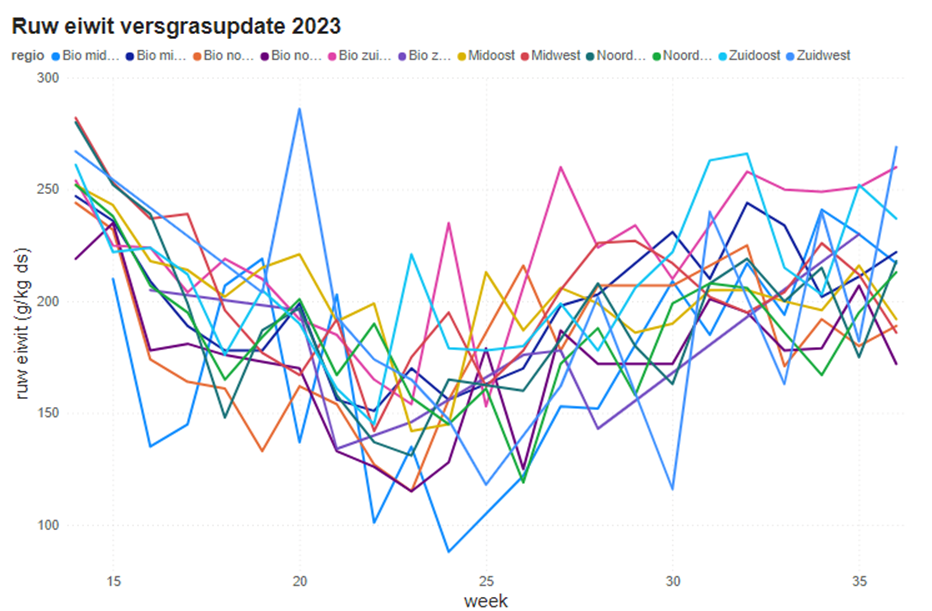 Ruw eiwit versgrasupdate 2023
regio Bio mid... Bio mi... Bio no... Bio no... Bio zui... Bio z... Midoost Midwest Noord... Noord... Zuidoost Zuidwest
300
250
200
150
100
ruw eiwit (g/kg ds)
15 20 25 30 35
week